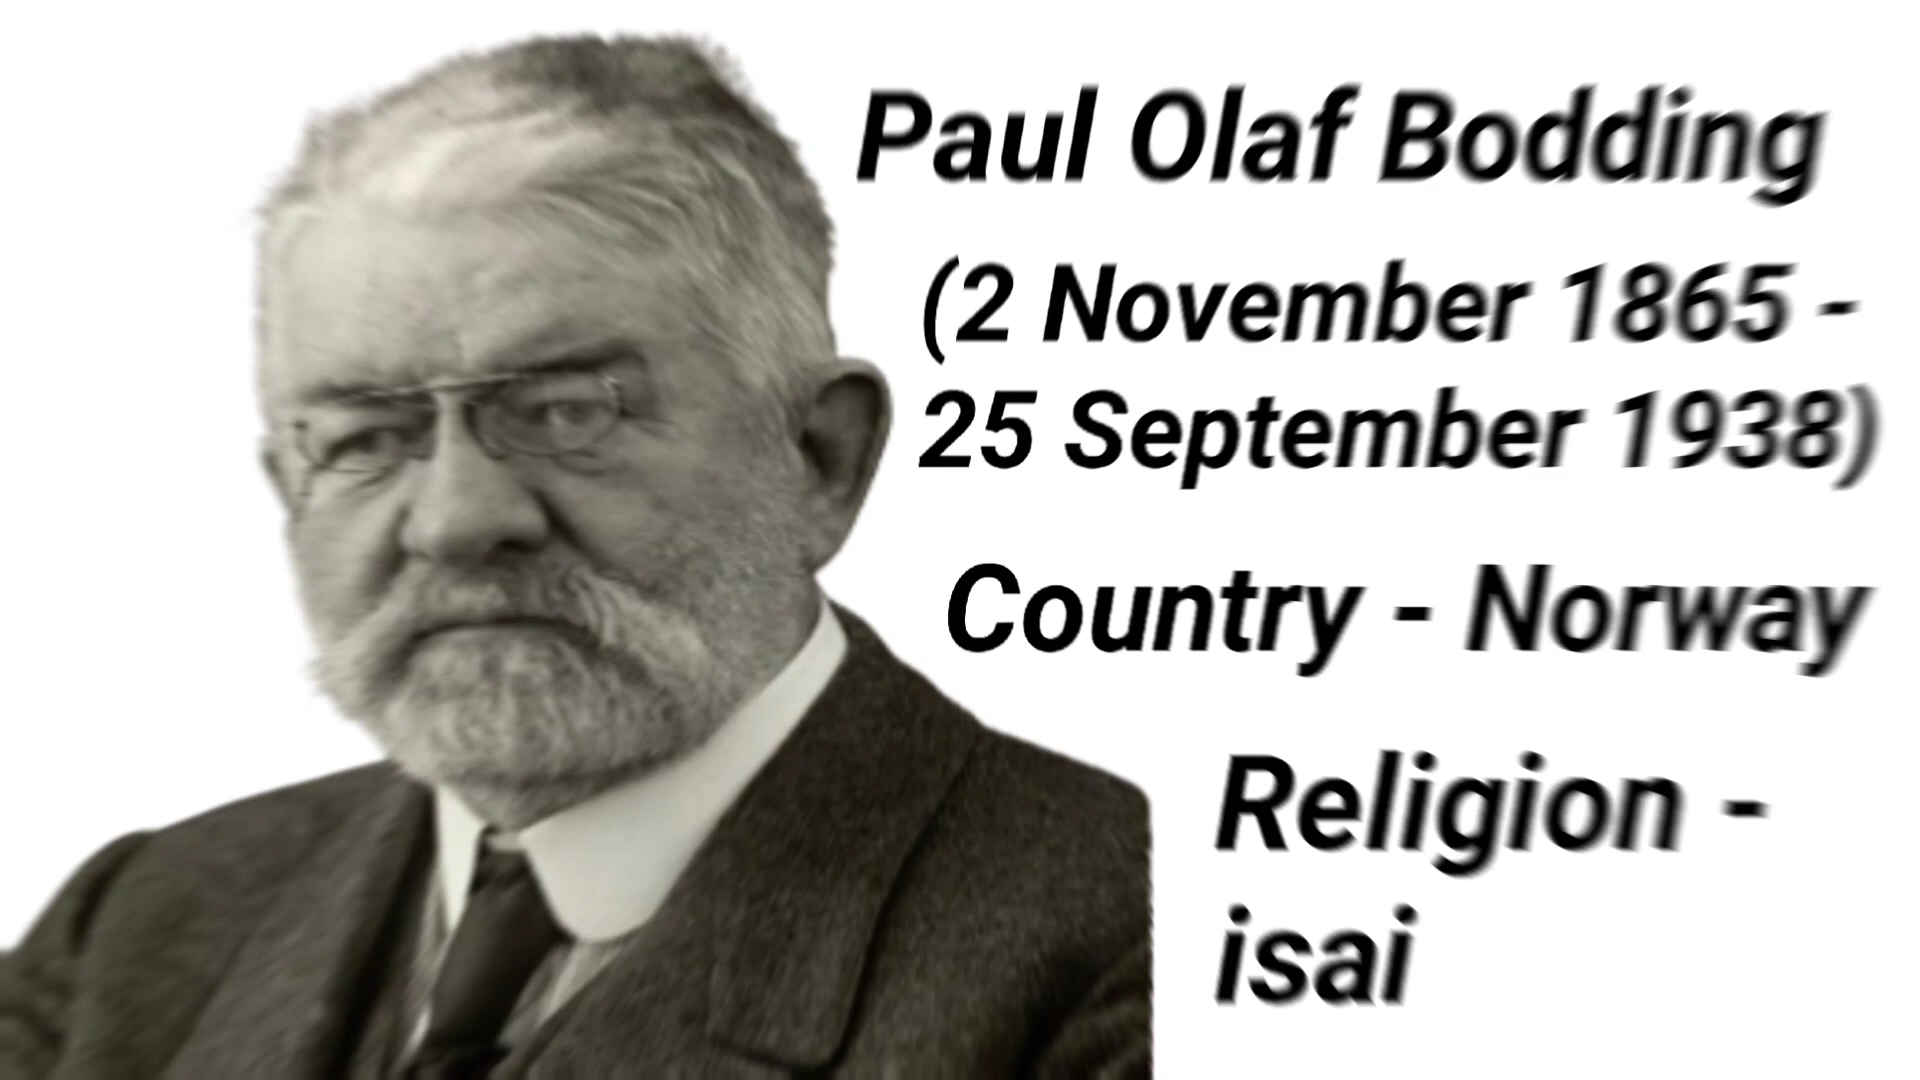 Paul Olaf Bodding
(2 November 1865 -
25 September 1938)
Country - Norway
Religion -
isai